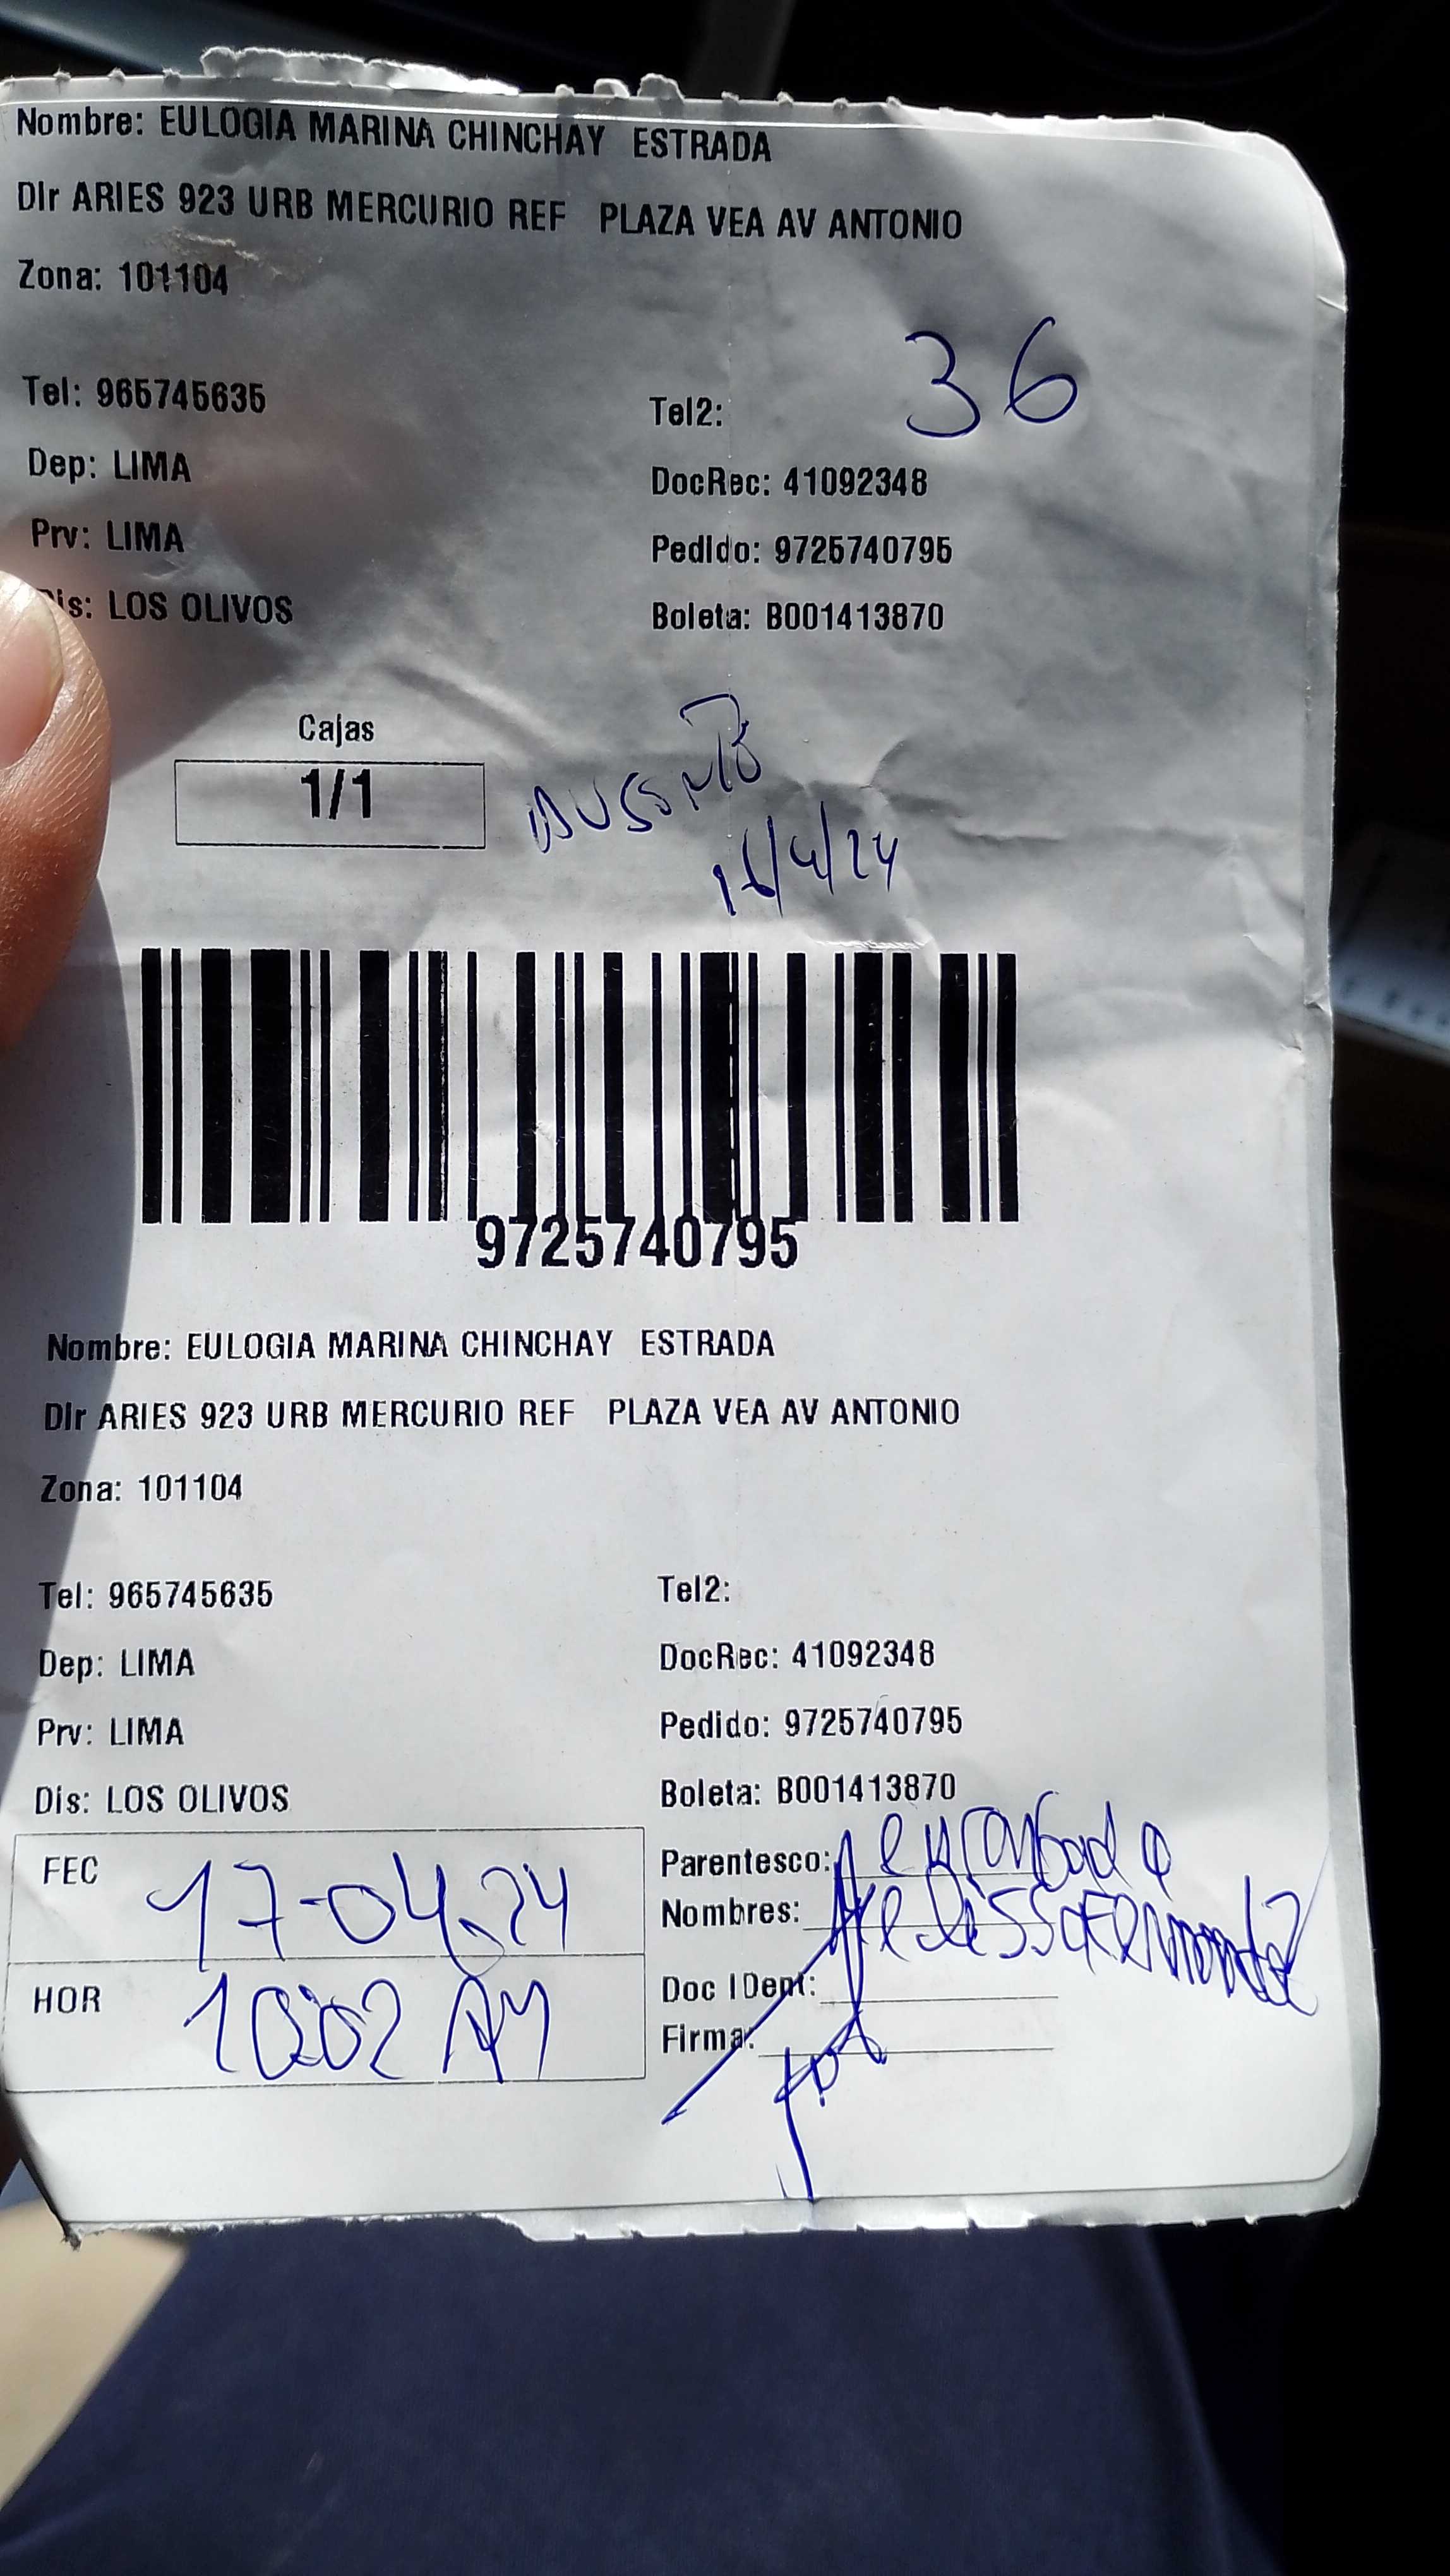 Nombre: EULOGIA MARINA CHINCHAY ESTRADA
Dir ARIES 923 URB MERCURIO REF PLAZA VEA AV ANTONIO
Zona: 101104
36
Tel: 965745635 Tel2:
Dep: LIMA DocRec: 41092348
Prv: LIMA Pedido: 9725740795
Dis: LOS OLIVOS Boleta: B001413870
Cajas
1/1
16/4/24
9725740795
Nombre: EULOGIA MARINA CHINCHAY ESTRADA
Dir ARIES 923 URB MERCURIO REF PLAZA VEA AV ANTONIO
Zona: 101104
Tel: 965745635 Tel2:
Dep: LIMA DocRec: 41092348
Prv: LIMA Pedido: 9725740795
Dis: LOS OLIVOS Boleta: B001413870
FEC 17-04-24 Parentesco:
Nombres:
HOR 10:02 AM Doc IDent:
Firma: